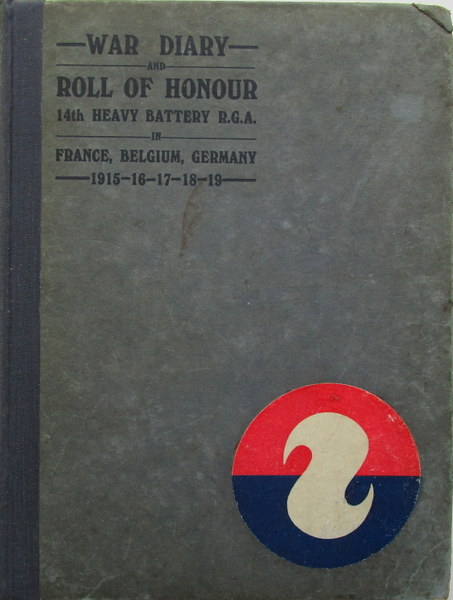 WAR DIARY
AND
ROLL OF HONOUR
14th HEAVY BATTERY R.G.A.
IN
FRANCE, BELGIUM, GERMANY
1915-16-17-18-19